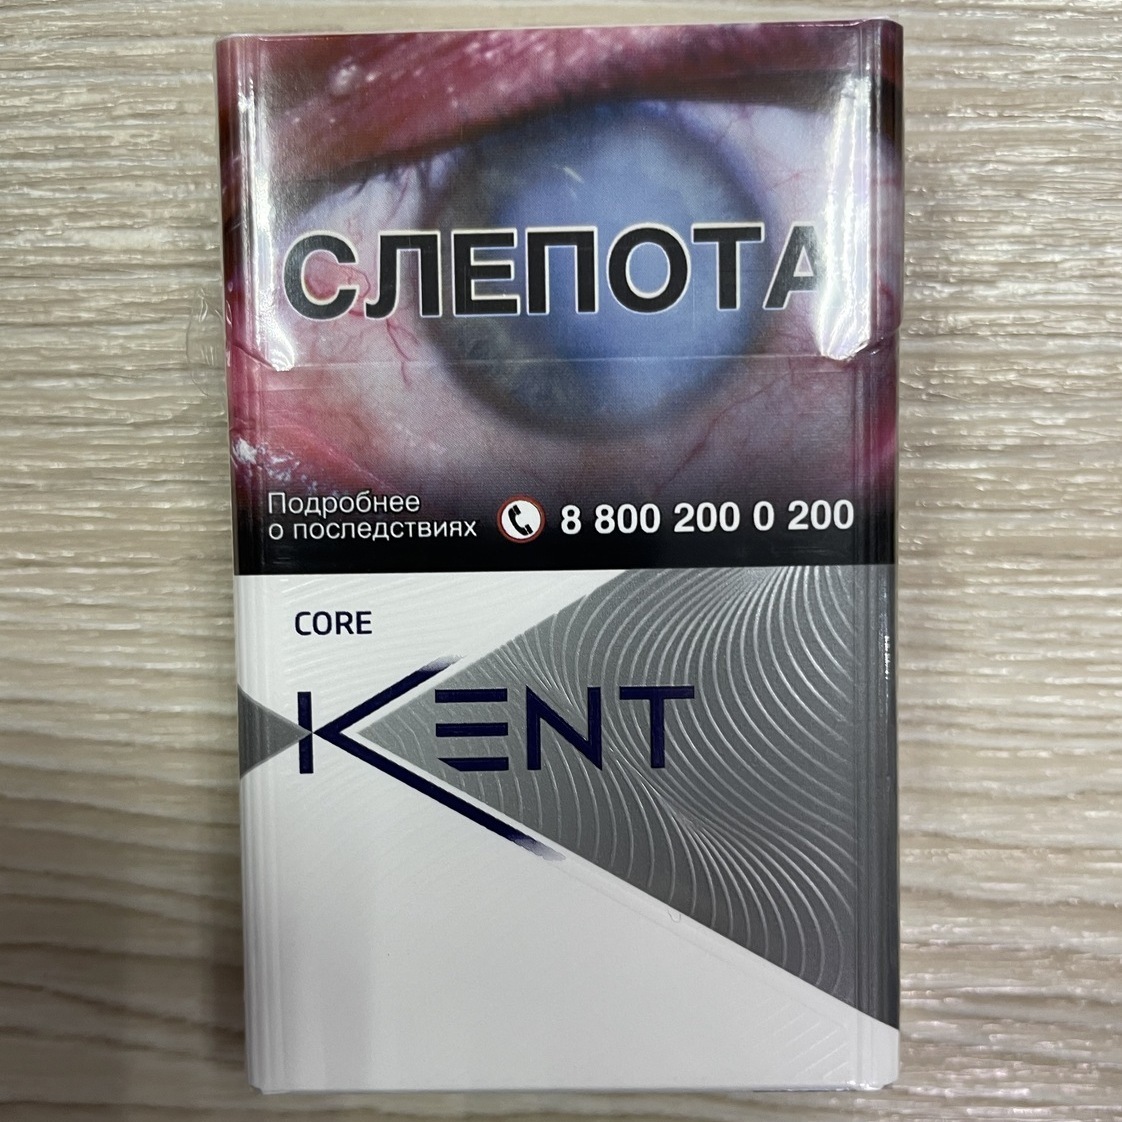 СЛЕПОТА
Подробнее
о последствиях
8 800 200 0 200
CORE
KENT